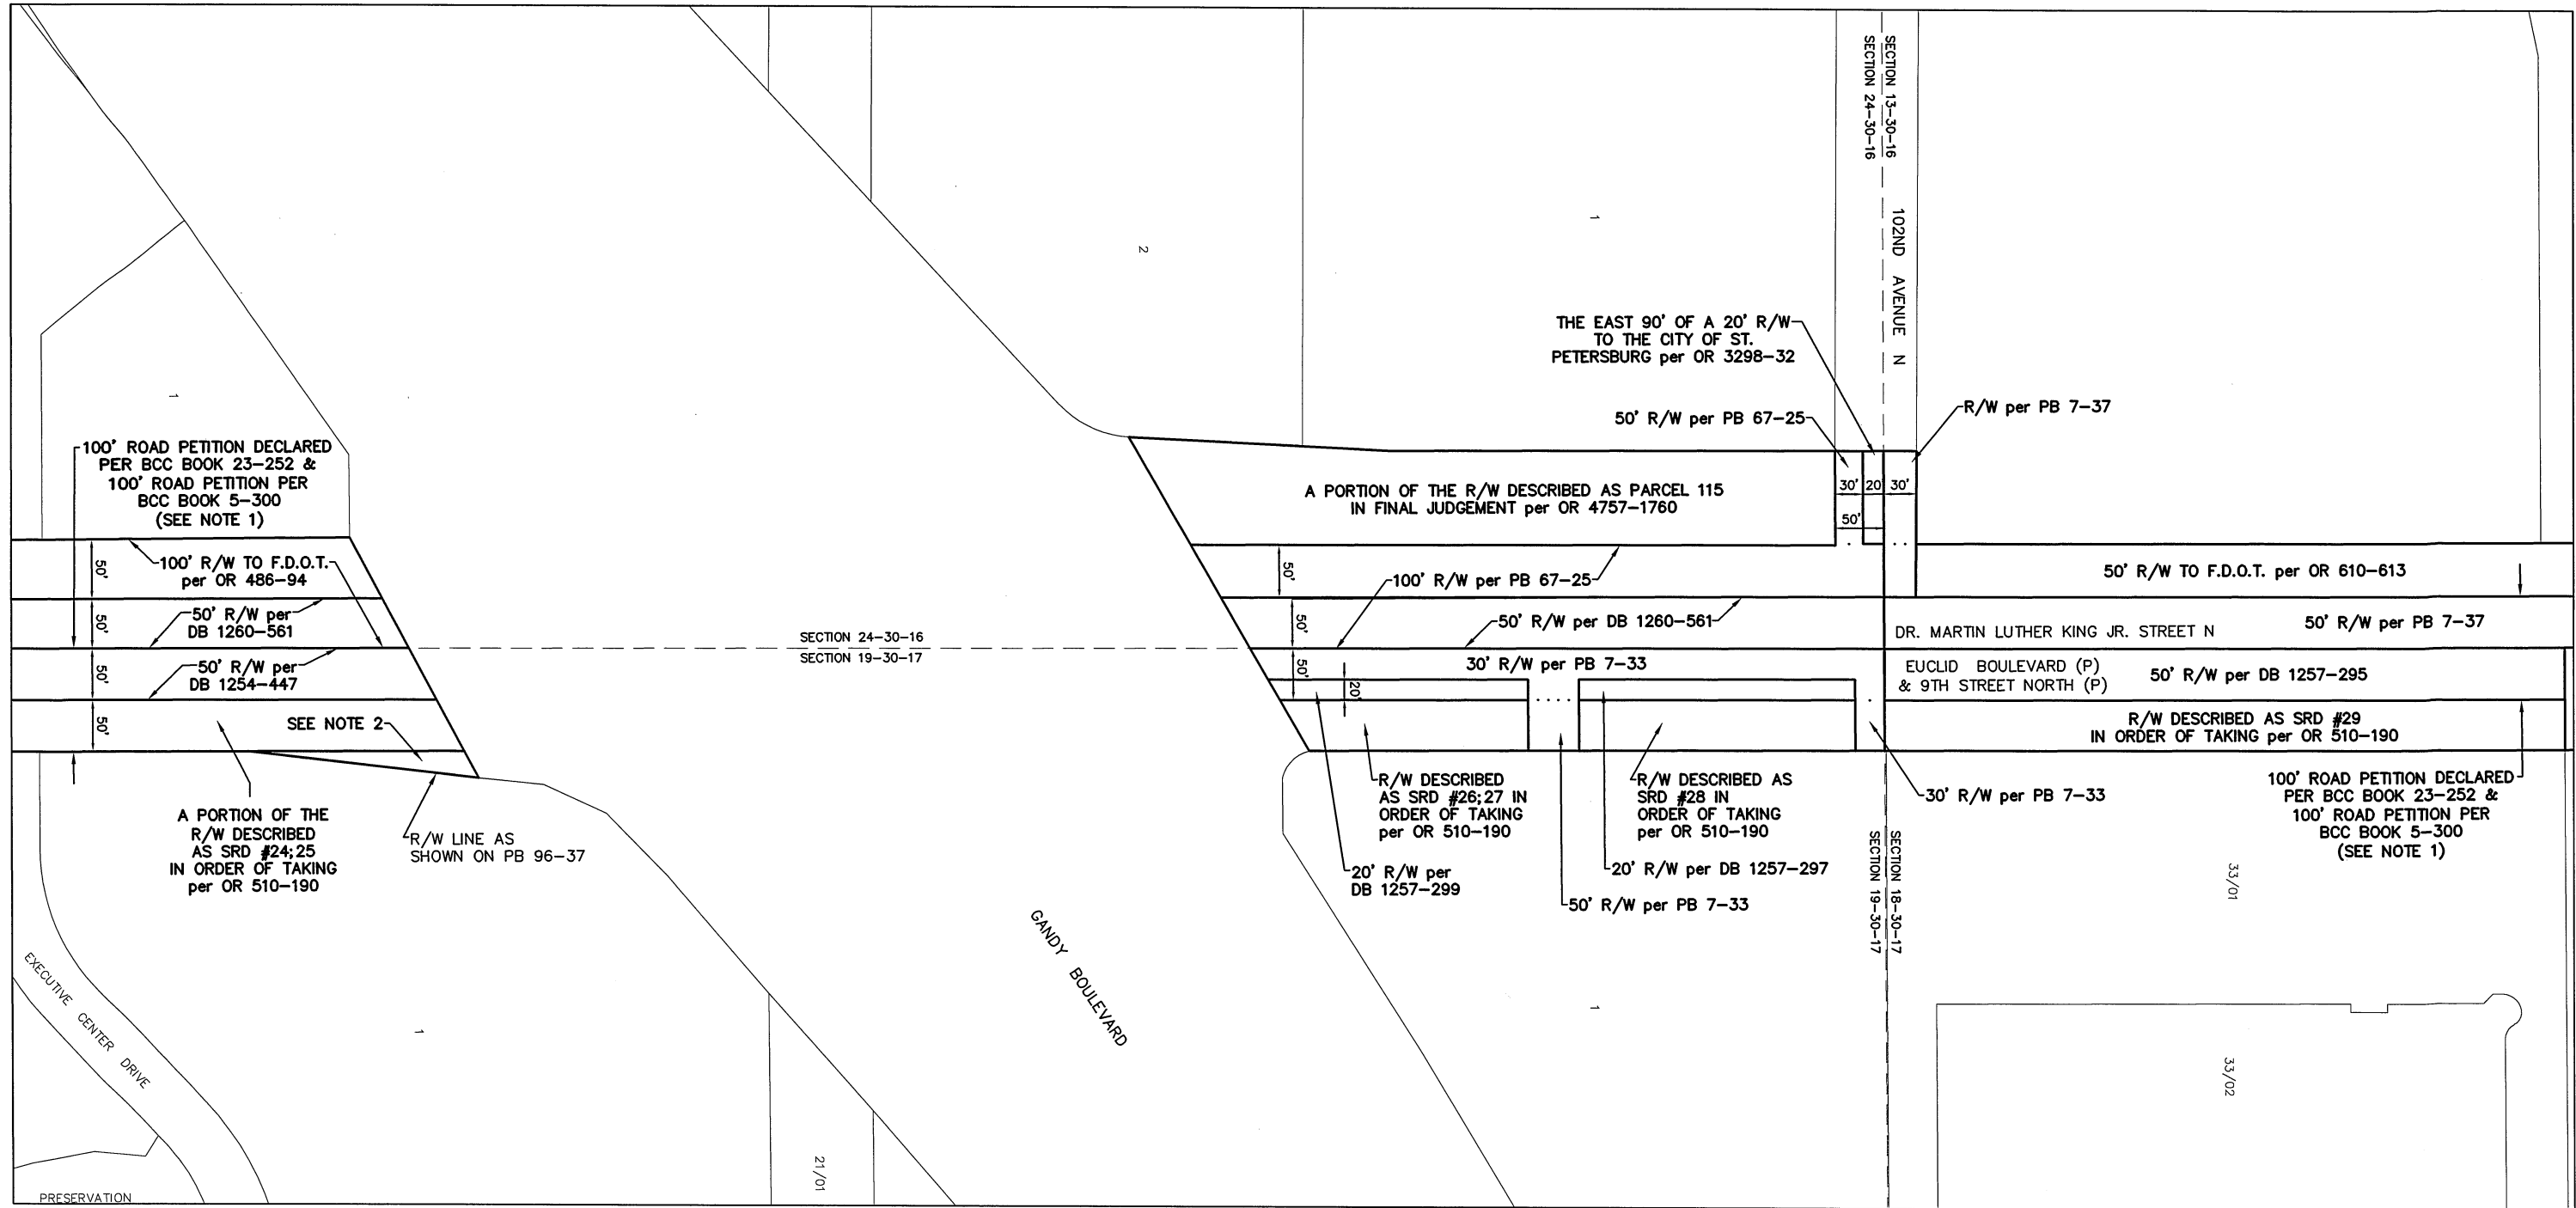 SECTION 13-30-16
SECTION 24-30-16
102ND AVENUE N
1
2
THE EAST 90' OF A 20' R/W
TO THE CITY OF ST.
PETERSBURG per OR 3298-32
50' R/W per PB 67-25
R/W per PB 7-37
1
100' ROAD PETITION DECLARED
PER BCC BOOK 23-252 &
100' ROAD PETITION PER
BCC BOOK 5-300
(SEE NOTE 1)
A PORTION OF THE R/W DESCRIBED AS PARCEL 115
IN FINAL JUDGEMENT per OR 4757-1760
30'
20'
30'
50'
50'
100' R/W TO F.D.O.T.
per OR 486-94
50'
100' R/W per PB 67-25
50' R/W TO F.D.O.T. per OR 610-613
50'
50' R/W per
DB 1260-561
50'
50' R/W per DB 1260-561
DR. MARTIN LUTHER KING JR. STREET N
50' R/W per PB 7-37
SECTION 24-30-16
SECTION 19-30-17
50'
50' R/W per
DB 1254-447
50'
30' R/W per PB 7-33
20'
EUCLID BOULEVARD (P)
& 9TH STREET NORTH (P)
50' R/W per DB 1257-295
50'
SEE NOTE 2
R/W DESCRIBED AS SRD #29
IN ORDER OF TAKING per OR 510-190
A PORTION OF THE
R/W DESCRIBED
AS SRD #24;25
IN ORDER OF TAKING
per OR 510-190
R/W LINE AS
SHOWN ON PB 96-37
R/W DESCRIBED
AS SRD #26;27 IN
ORDER OF TAKING
per OR 510-190
R/W DESCRIBED AS
SRD #28 IN
ORDER OF TAKING
per OR 510-190
30' R/W per PB 7-33
100' ROAD PETITION DECLARED
PER BCC BOOK 23-252 &
100' ROAD PETITION PER
BCC BOOK 5-300
(SEE NOTE 1)
20' R/W per
DB 1257-299
20' R/W per DB 1257-297
50' R/W per PB 7-33
SECTION 18-30-17
SECTION 19-30-17
33/01
GANDY BOULEVARD
EXECUTIVE CENTER DRIVE
1
1
33/02
21/01
PRESERVATION